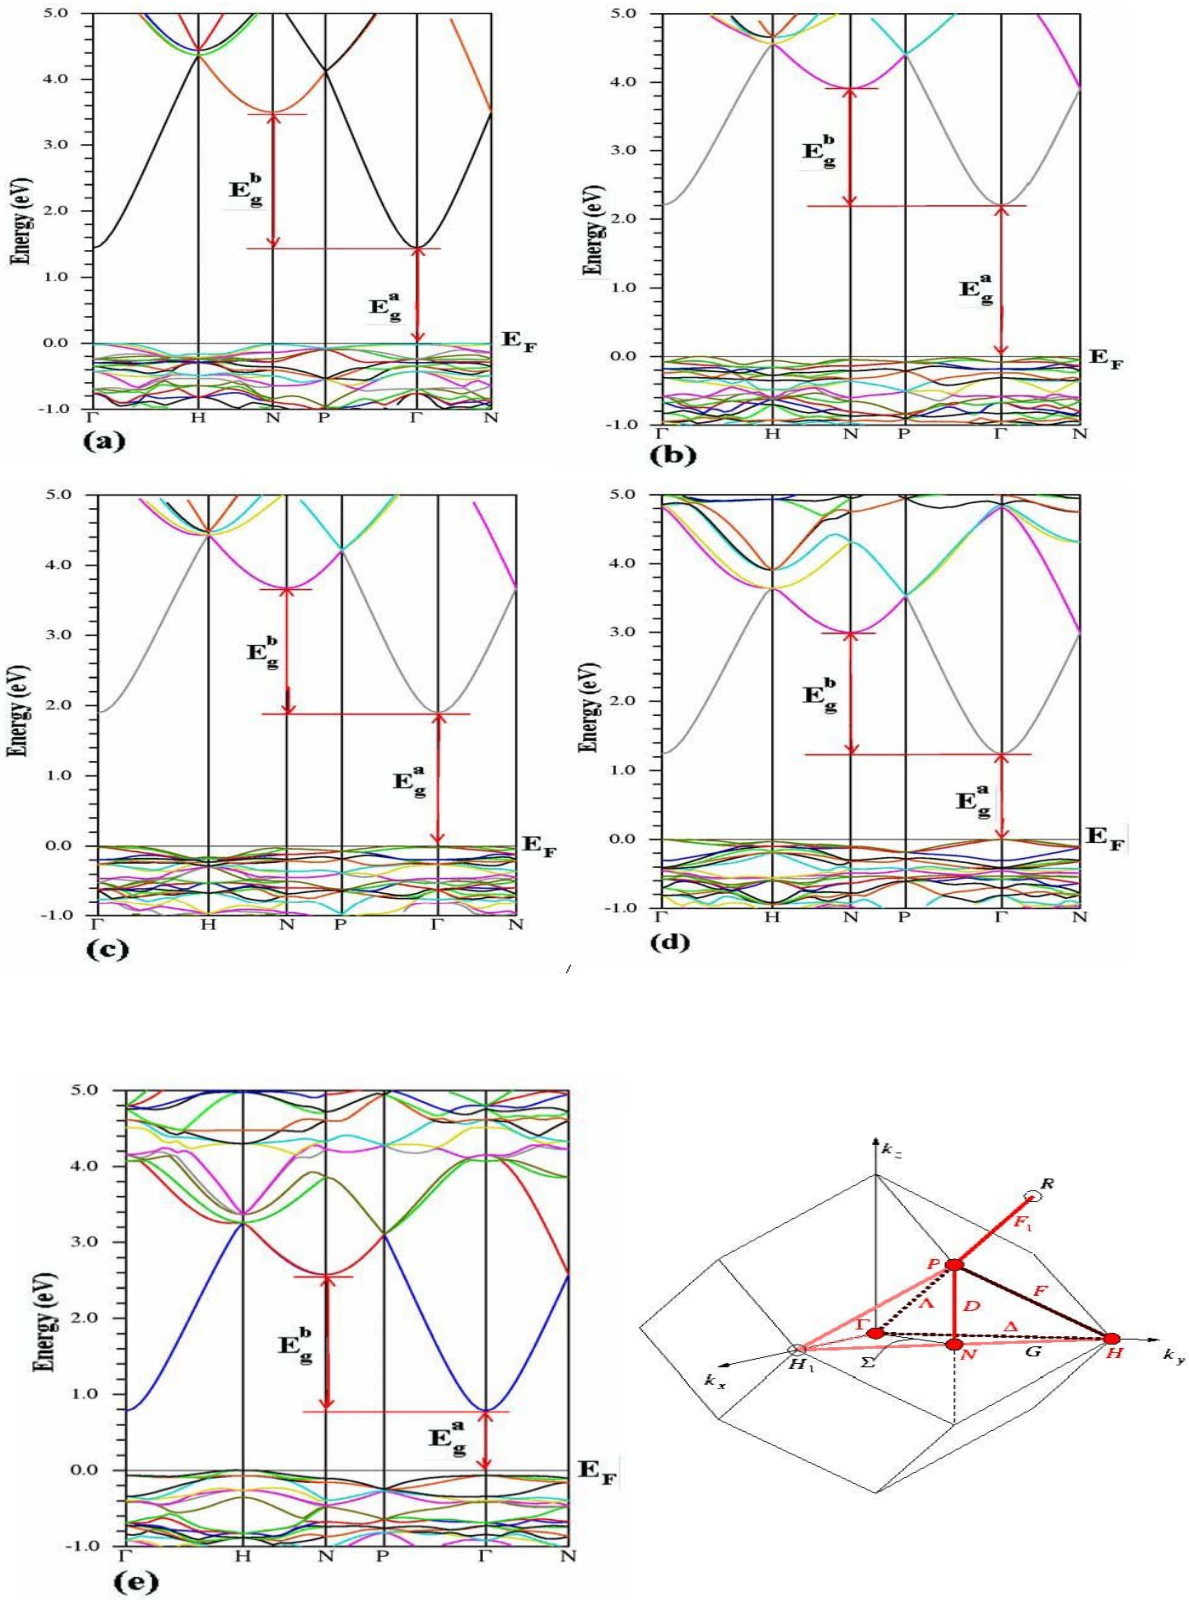 5.0
4.0
3.0
2.0
1.0
0.0
-1.0
Energy (eV)
E_g^b
E_g^a
E_F
Γ H N P Γ N
(a)
5.0
4.0
3.0
2.0
1.0
0.0
-1.0
Energy (eV)
E_g^b
E_g^a
E_F
Γ H N P Γ N
(b)
5.0
4.0
3.0
2.0
1.0
0.0
-1.0
Energy (eV)
E_g^b
E_g^a
E_F
Γ H N P Γ N
(c)
5.0
4.0
3.0
2.0
1.0
0.0
-1.0
Energy (eV)
E_g^b
E_g^a
E_F
Γ H N P Γ N
(d)
/
5.0
4.0
3.0
2.0
1.0
0.0
-1.0
Energy (eV)
E_g^b
E_g^a
E_F
Γ H N P Γ N
(e)
k_z
R
F_1
P
F
Λ
D
Γ
Δ
H_1
Σ
N
G
H
k_y
k_x